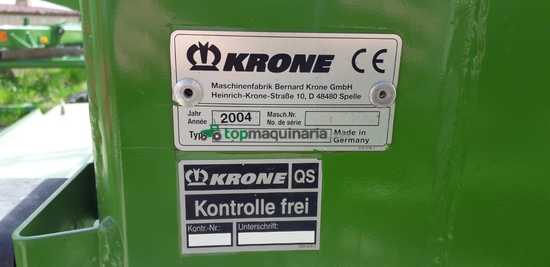 KRONE CE
Maschinenfabrik Bernard Krone GmbH
Heinrich-Krone-Straße 10, D 48480 Spelle
Jahr Année 2004 Masch.Nr. No. de série
Typ topmaquinaria Made in Germany
KRONE QS
Kontrolle frei
Kontr.-Nr.: Unterschrift: